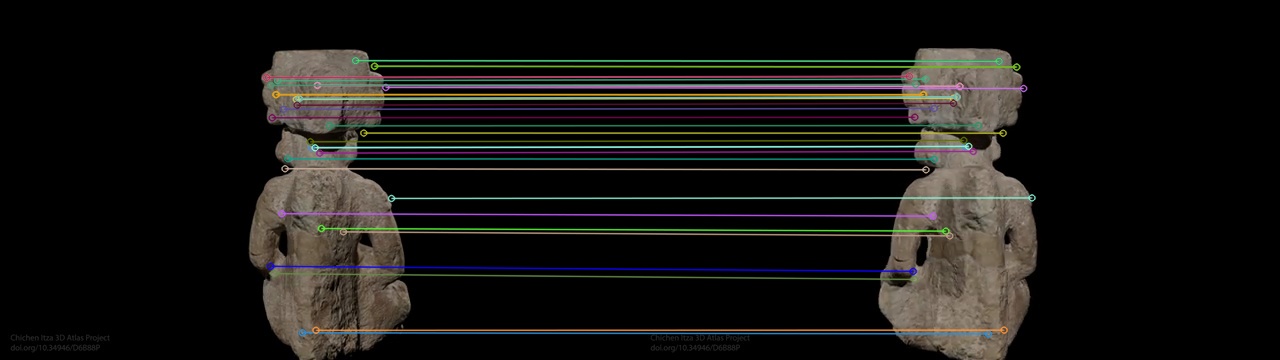 Chichen Itza 3D Atlas Project
doi.org/10.34946/D6B88P
Chichen Itza 3D Atlas Project
doi.org/10.34946/D6B88P